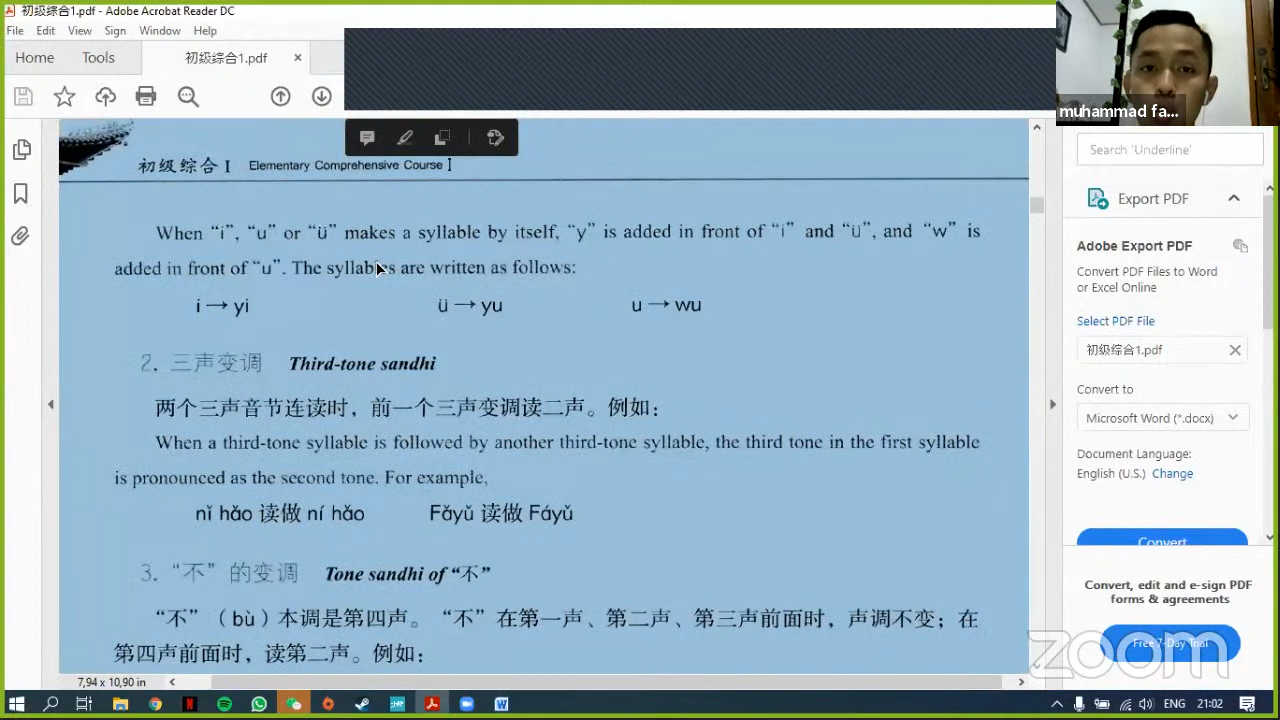 初级综合1.pdf - Adobe Acrobat Reader DC
File Edit View Sign Window Help
Home Tools 初级综合1.pdf ×
muhammad fa...
初级综合 I Elementary Comprehensive Course I
Search 'Underline'
Export PDF
When "i", "u" or "ü" makes a syllable by itself, "y" is added in front of "i" and "ü", and "w" is
added in front of "u". The syllables are written as follows:
i → yi ü → yu u → wu
2. 三声变调 Third-tone sandhi
两个三声音节连读时，前一个三声变调读二声。例如：
When a third-tone syllable is followed by another third-tone syllable, the third tone in the first syllable
is pronounced as the second tone. For example,
nǐ hǎo 读做 ní hǎo Fǎyǔ 读做 Fáyǔ
3. “不”的变调 Tone sandhi of “不”
“不”（bù）本调是第四声。“不”在第一声、第二声、第三声前面时，声调不变；在
第四声前面时，读第二声。例如：
Adobe Export PDF
Convert PDF Files to Word
or Excel Online
Select PDF File
初级综合1.pdf
Convert to
Microsoft Word (*.docx)
Document Language:
English (U.S.) Change
Convert
Convert, edit and e-sign PDF
forms & agreements
Free 7-Day Trial
zoom
7,94 x 10,90 in
ENG 21:02